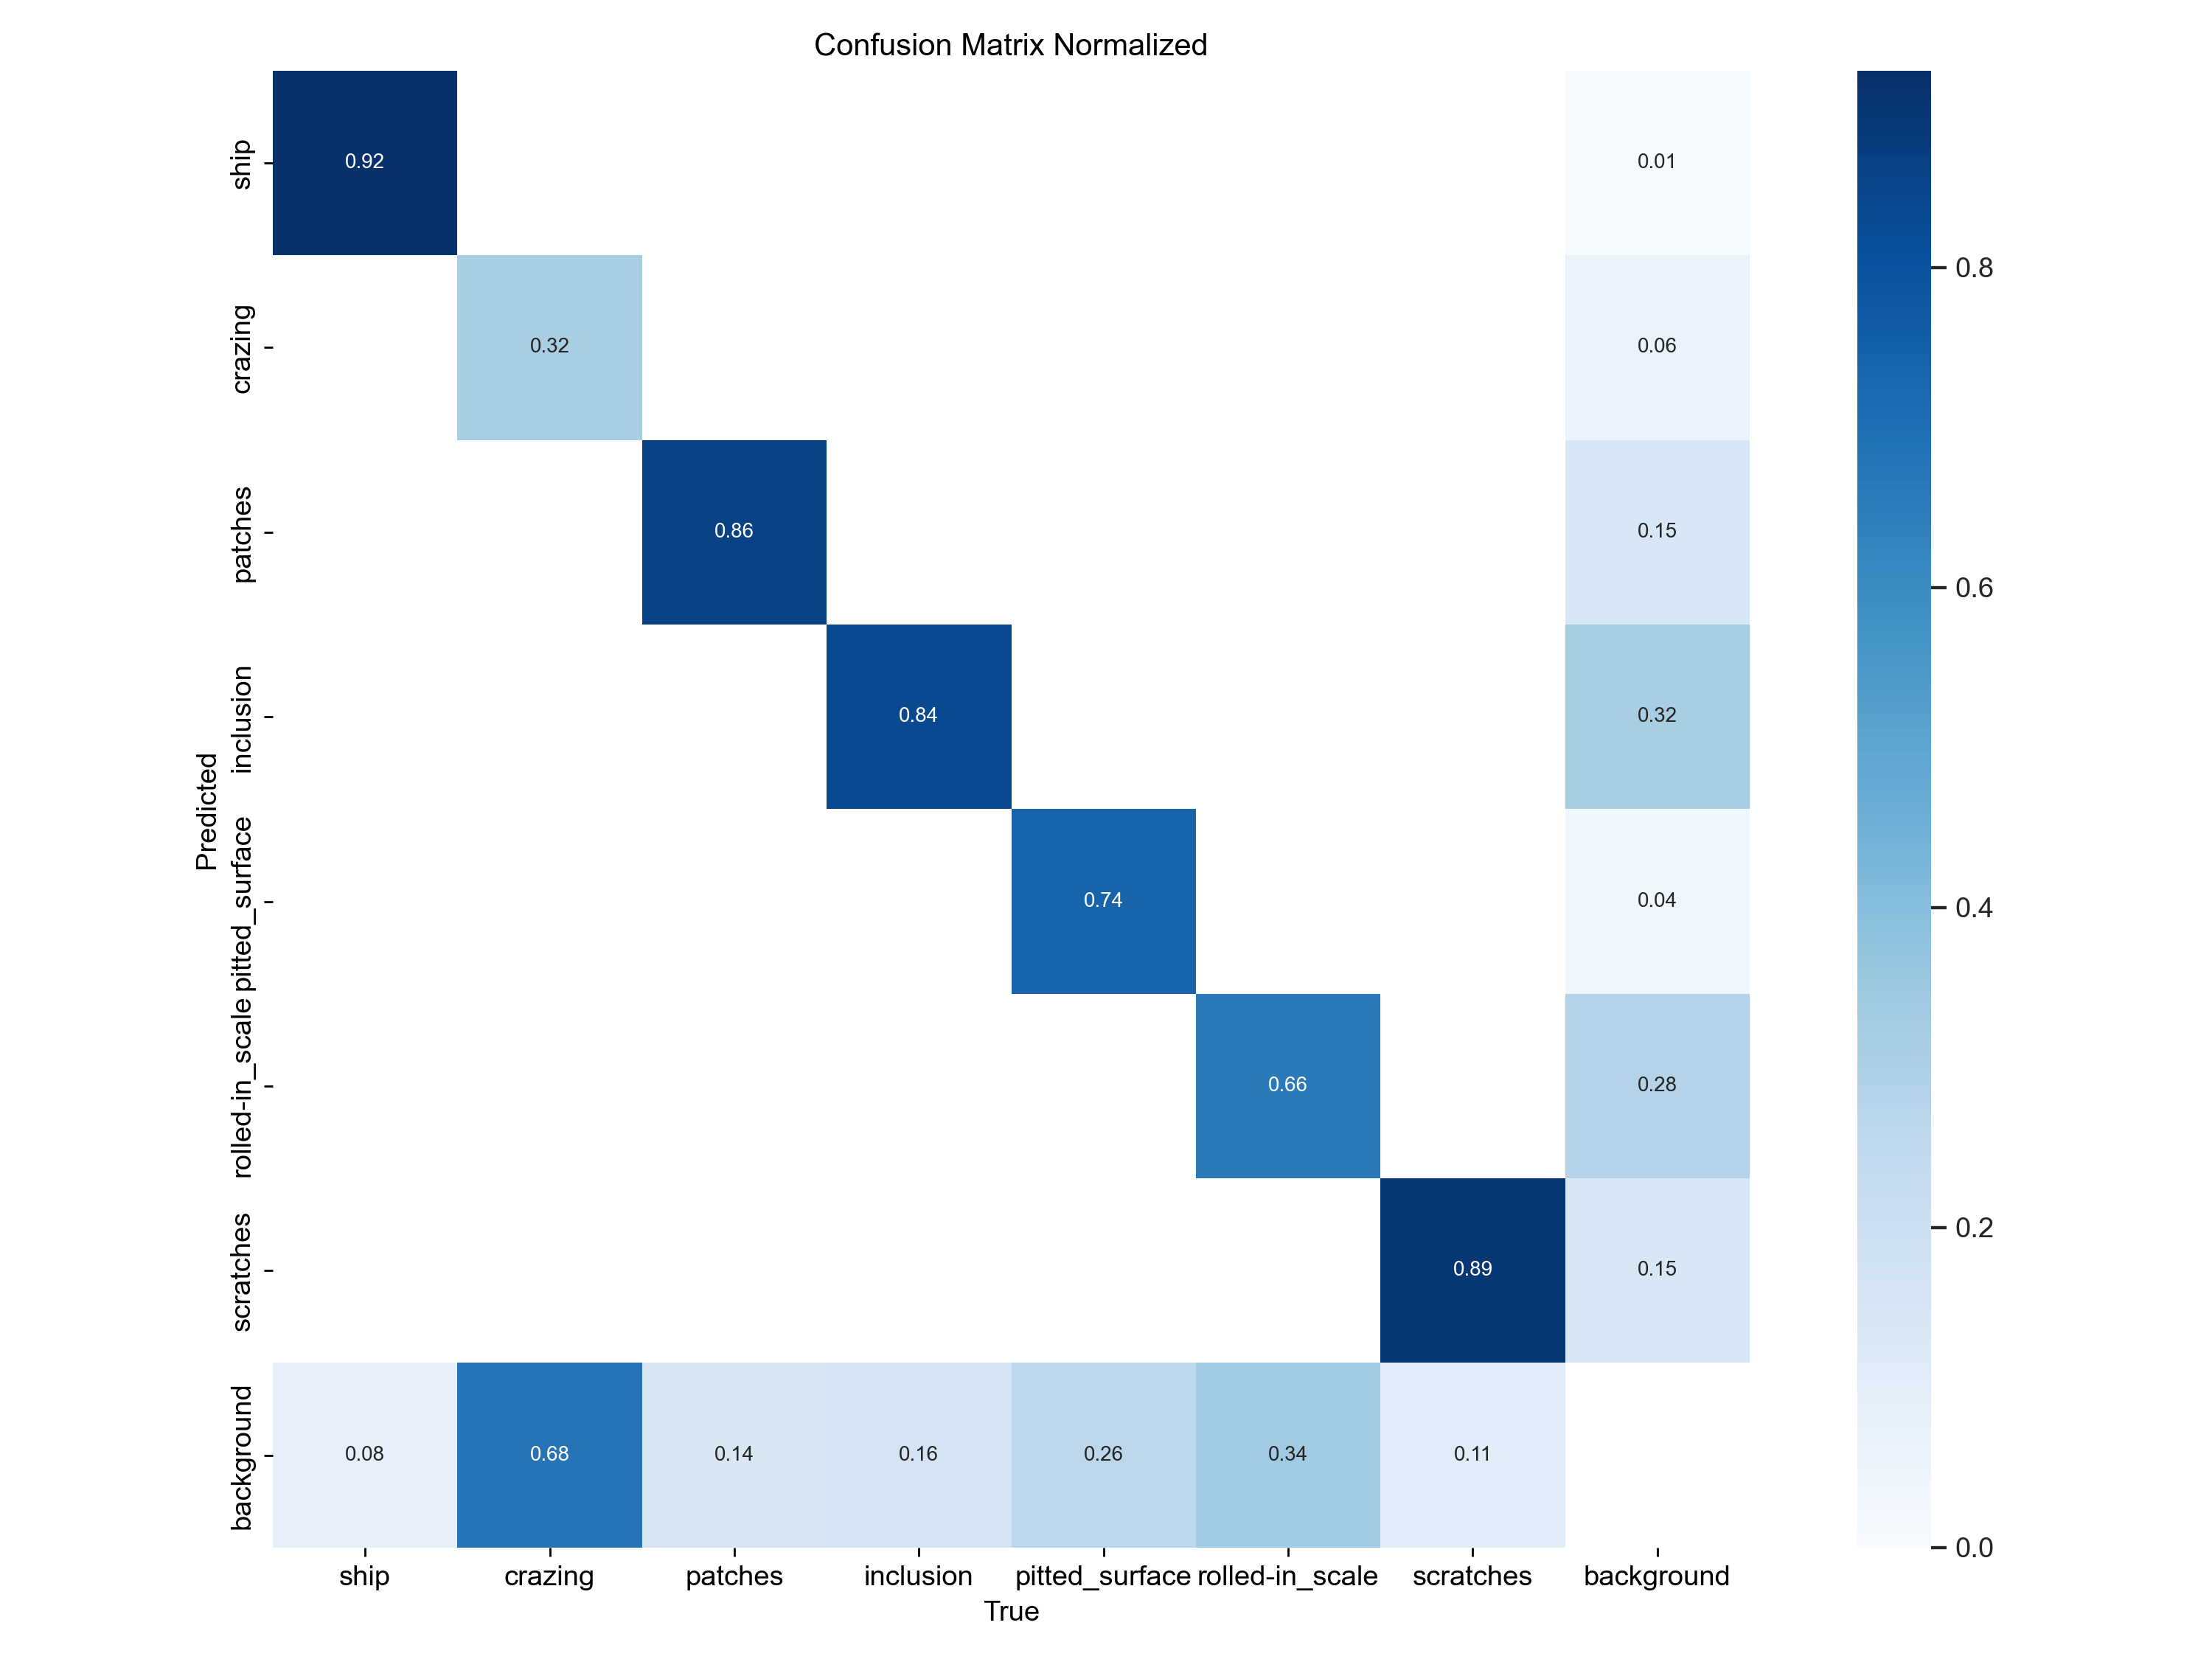 Confusion Matrix Normalized
ship
0.92
0.01
crazing
0.32
0.06
patches
0.86
0.15
inclusion
0.84
0.32
pitted_surface
0.74
0.04
rolled-in_scale
0.66
0.28
scratches
0.89
0.15
background
0.08
0.68
0.14
0.16
0.26
0.34
0.11
Predicted
ship
crazing
patches
inclusion
pitted_surface
rolled-in_scale
scratches
background
True
0.8
0.6
0.4
0.2
0.0